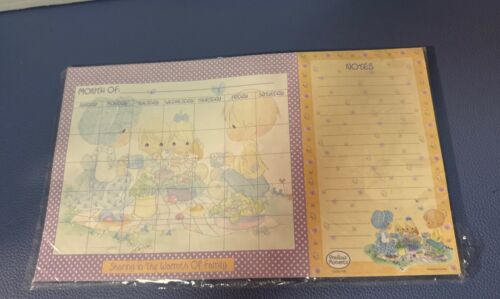 MONTH OF:
SUNDAY MONDAY TUESDAY WEDNESDAY THURSDAY FRIDAY SATURDAY
Sharing in the Warmth Of Family
NOTES
Precious Moments